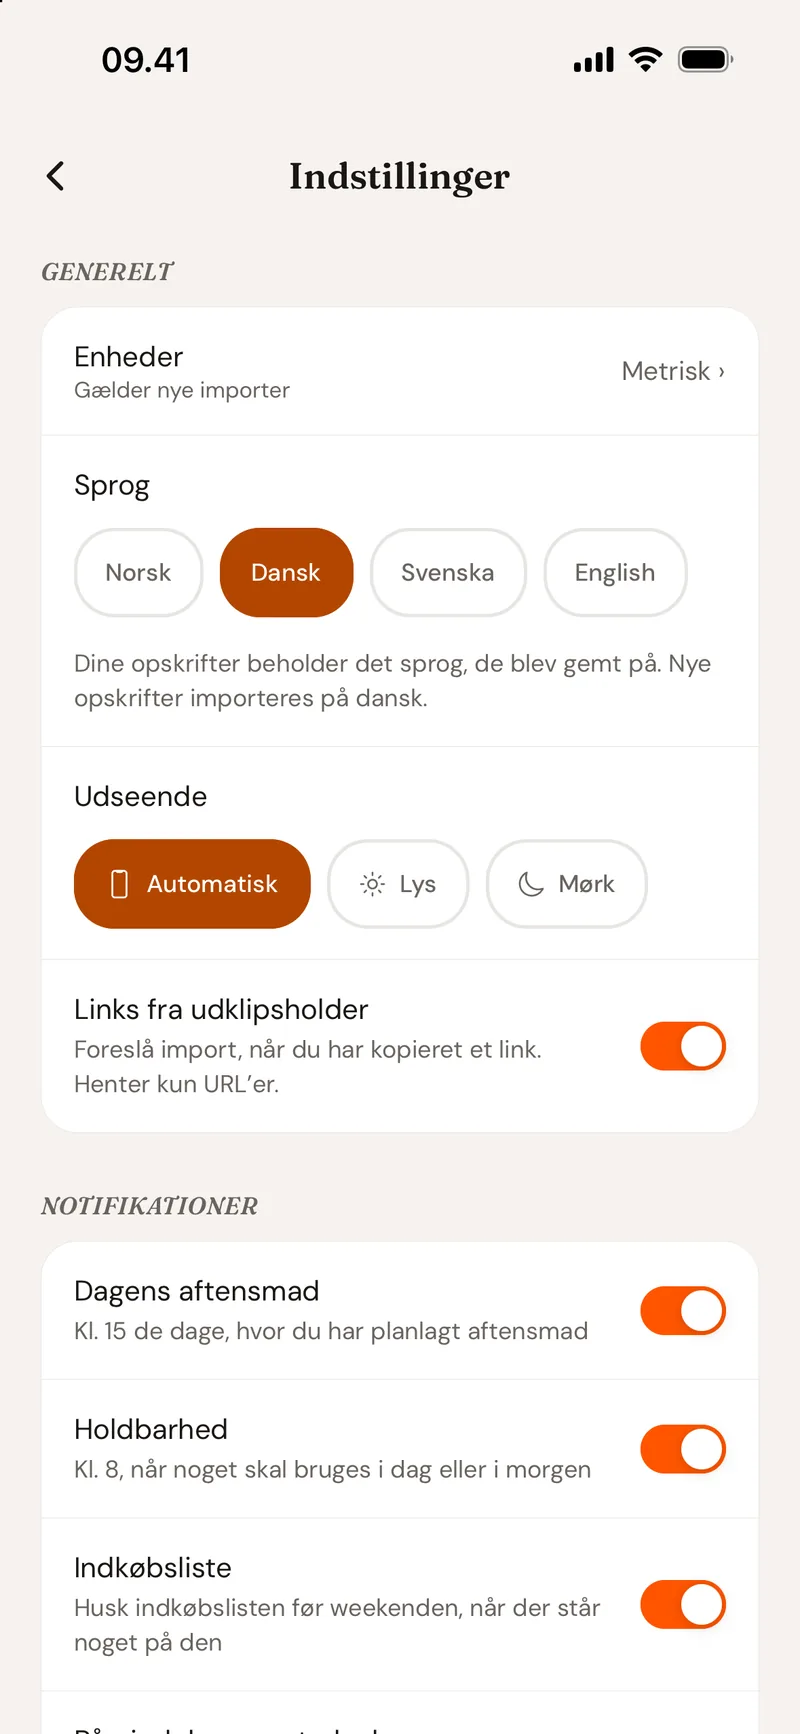 09.41
Indstillinger
GENERELT
Enheder
Gælder nye importer
Metrisk ›
Sprog
Norsk
Dansk
Svenska
English
Dine opskrifter beholder det sprog, de blev gemt på. Nye
opskrifter importeres på dansk.
Udseende
Automatisk
Lys
Mørk
Links fra udklipsholder
Foreslå import, når du har kopieret et link.
Henter kun URL’er.
NOTIFIKATIONER
Dagens aftensmad
Kl. 15 de dage, hvor du har planlagt aftensmad
Holdbarhed
Kl. 8, når noget skal bruges i dag eller i morgen
Indkøbsliste
Husk indkøbslisten før weekenden, når der står
noget på den